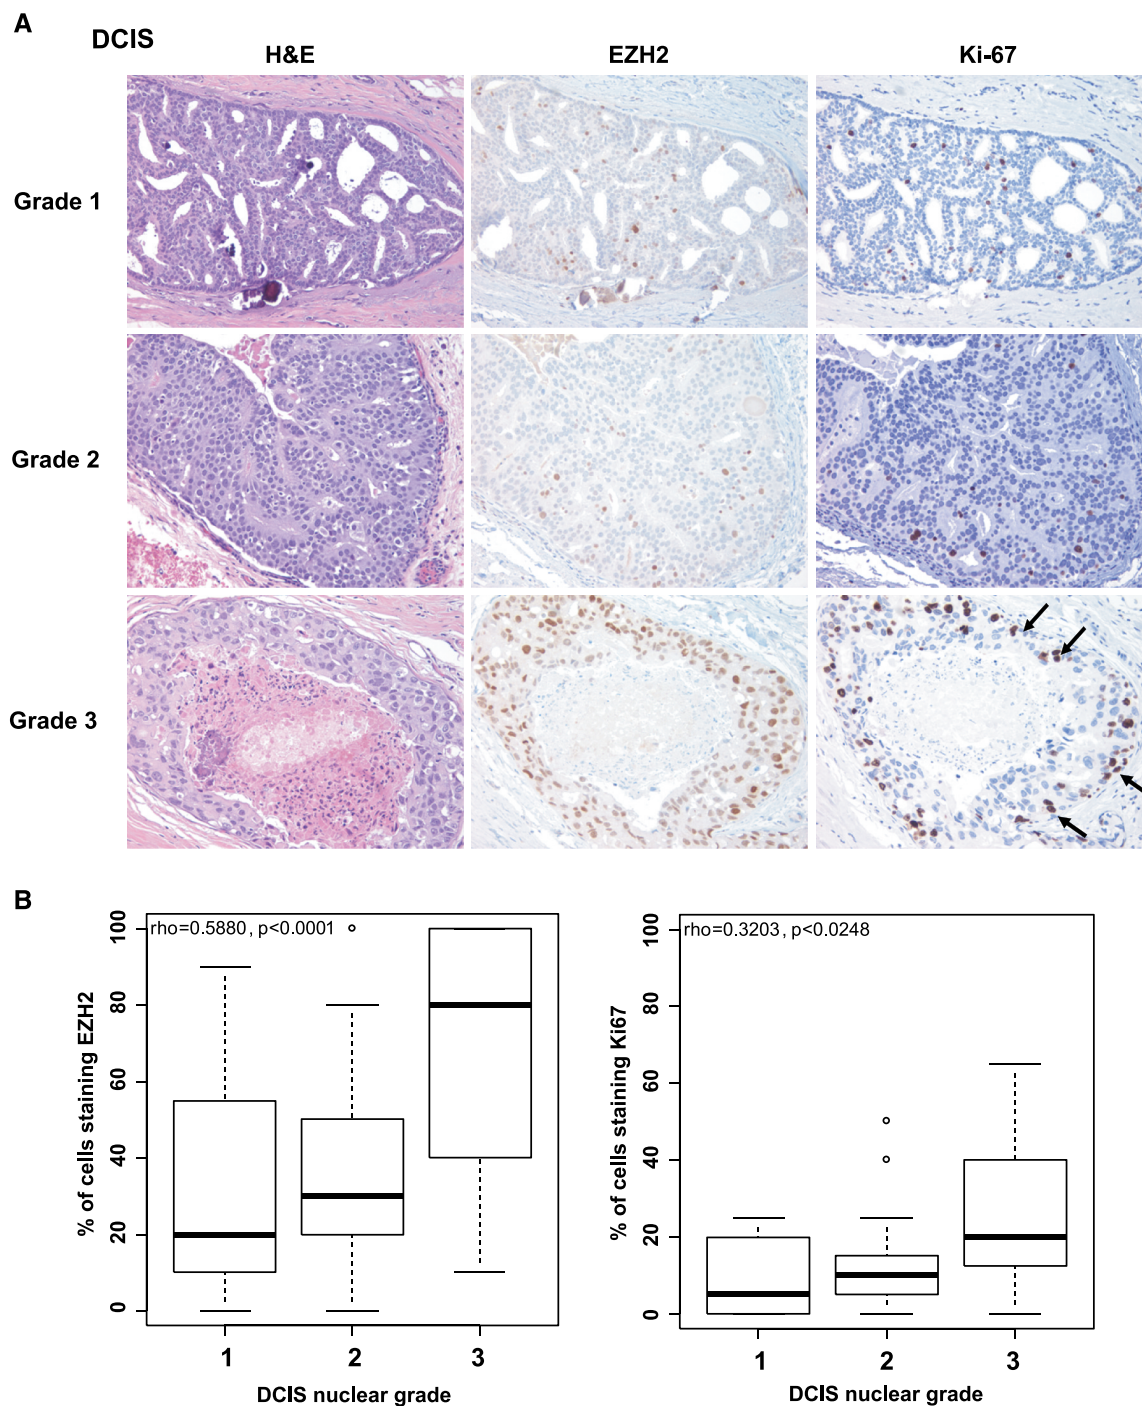 A
DCIS
H&E
EZH2
Ki-67
Grade 1
Grade 2
Grade 3
B
% of cells staining EZH2
0
20
40
60
80
100
rho=0.5880, p<0.0001
1
2
3
DCIS nuclear grade
% of cells staining Ki67
0
20
40
60
80
100
rho=0.3203, p<0.0248
1
2
3
DCIS nuclear grade